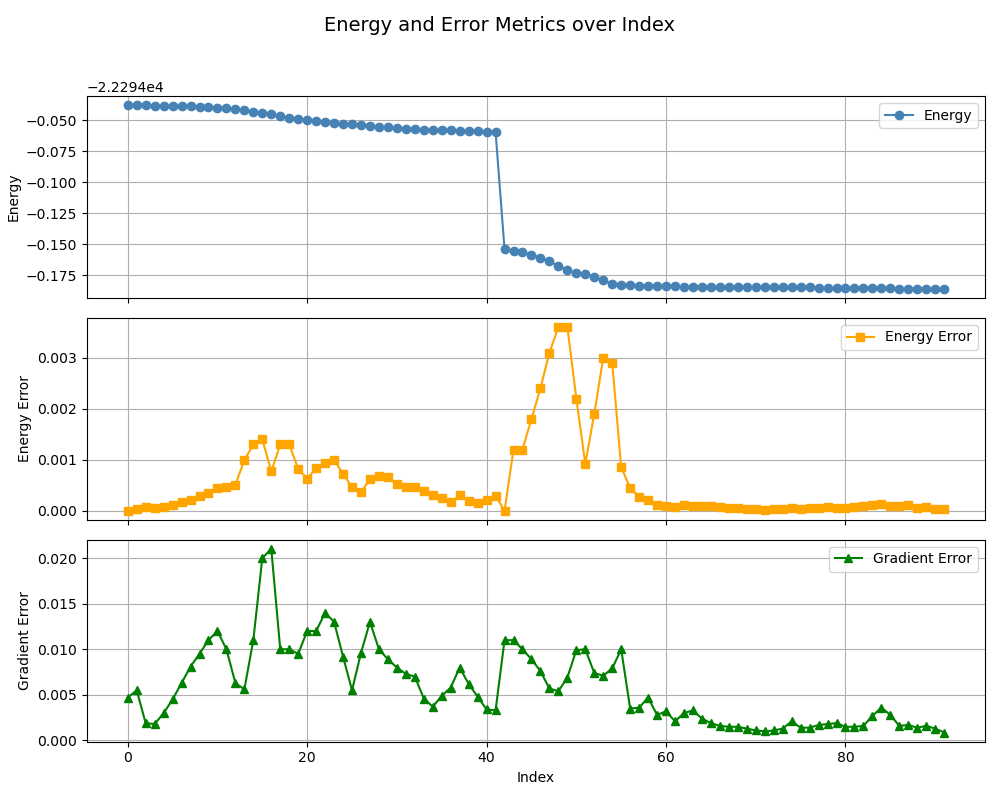 Energy and Error Metrics over Index
−2.2294e4
−0.050
−0.075
−0.100
−0.125
−0.150
−0.175
Energy
Energy
0.003
0.002
0.001
0.000
Energy Error
Energy Error
0.020
0.015
0.010
0.005
0.000
Gradient Error
Gradient Error
0 20 40 60 80
Index